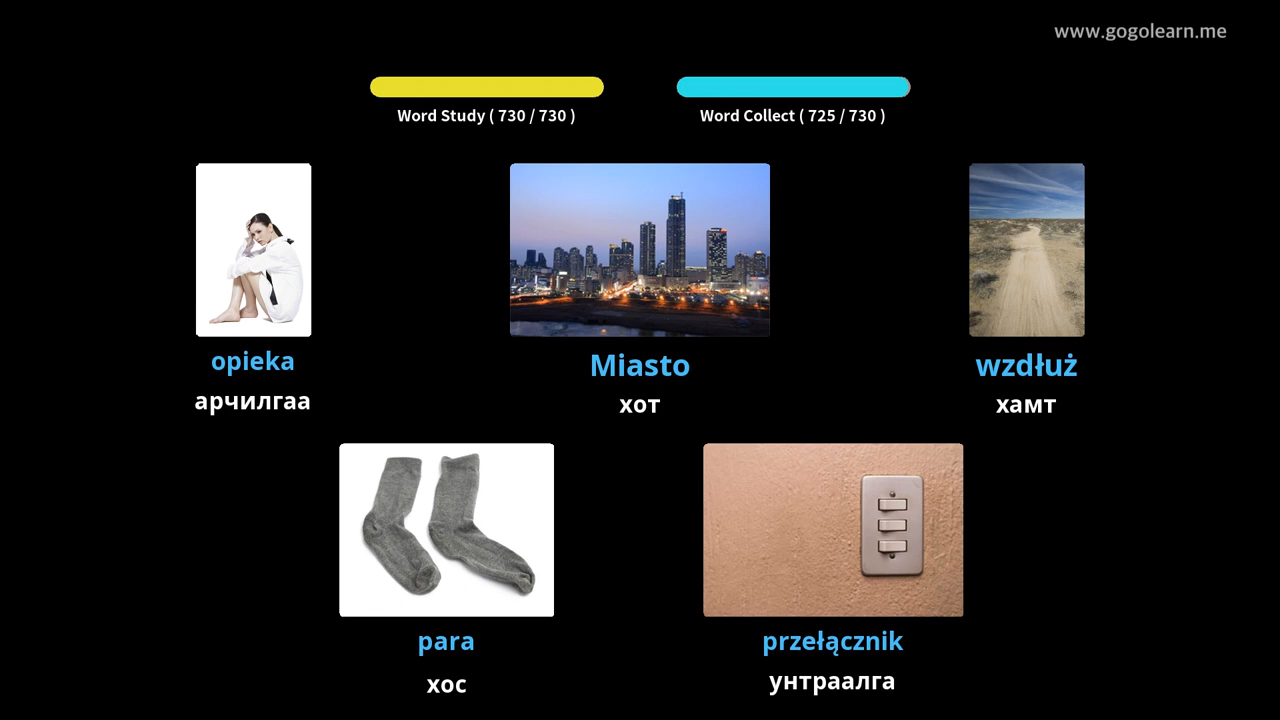 www.gogolearn.me
Word Study ( 730 / 730 )
Word Collect ( 725 / 730 )
opieka
Miasto
wzdłuż
арчилгаа
хот
хамт
para
przełącznik
хос
унтраалга